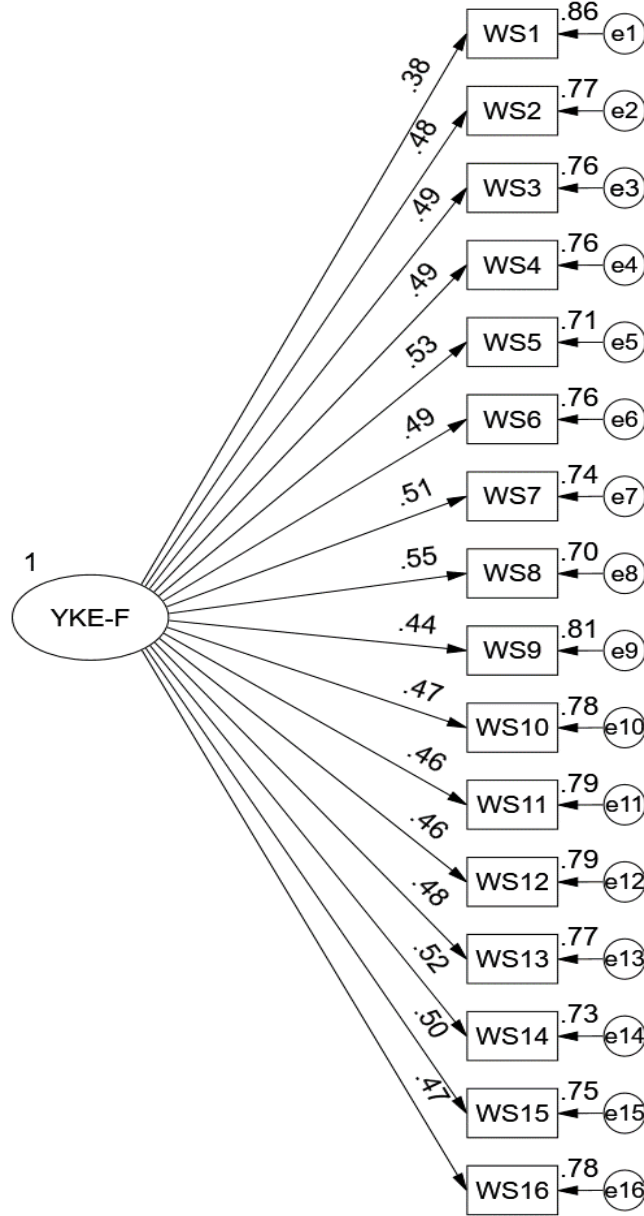 .86
WS1
e1
.38
.77
WS2
e2
.48
.76
WS3
e3
.49
.76
WS4
e4
.49
.71
WS5
e5
.53
.76
WS6
e6
.49
.74
WS7
e7
.51
.70
WS8
e8
.55
1
YKE-F
.81
WS9
e9
.44
.78
WS10
e10
.47
.79
WS11
e11
.46
.79
WS12
e12
.46
.77
WS13
e13
.48
.73
WS14
e14
.52
.75
WS15
e15
.50
.78
WS16
e16
.47